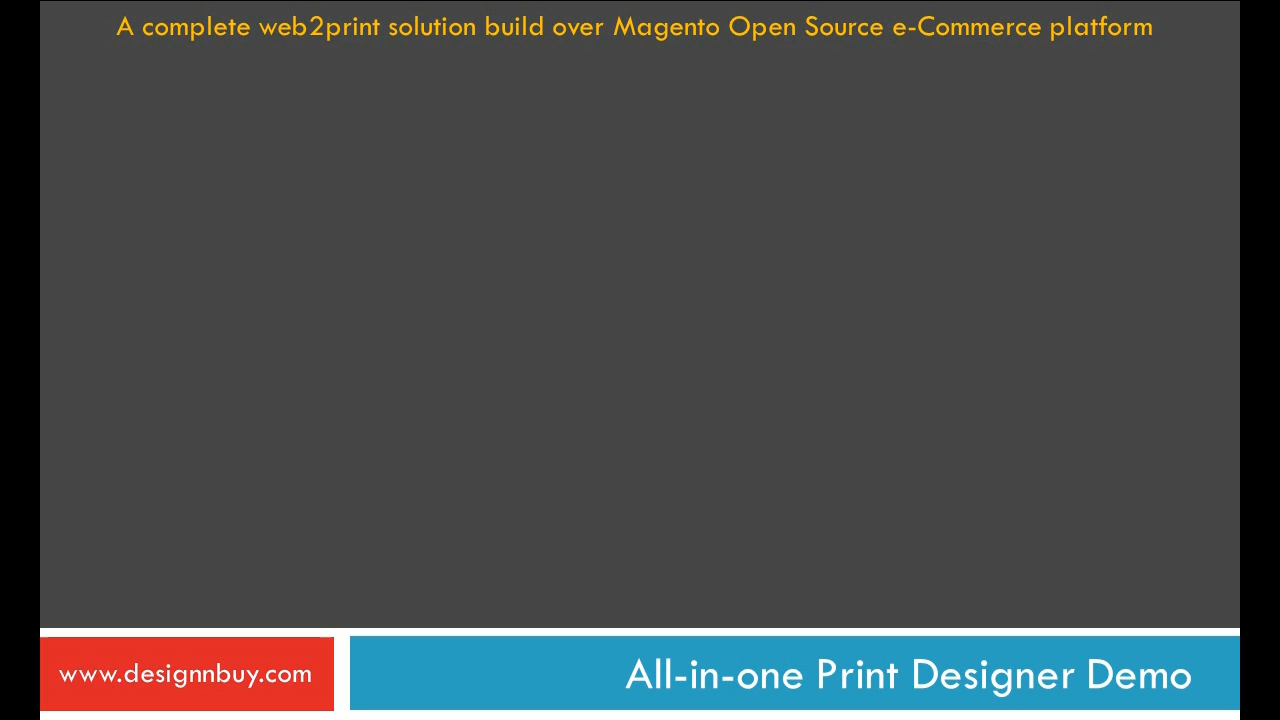 A complete web2print solution build over Magento Open Source e-Commerce platform
www.designnbuy.com
All-in-one Print Designer Demo